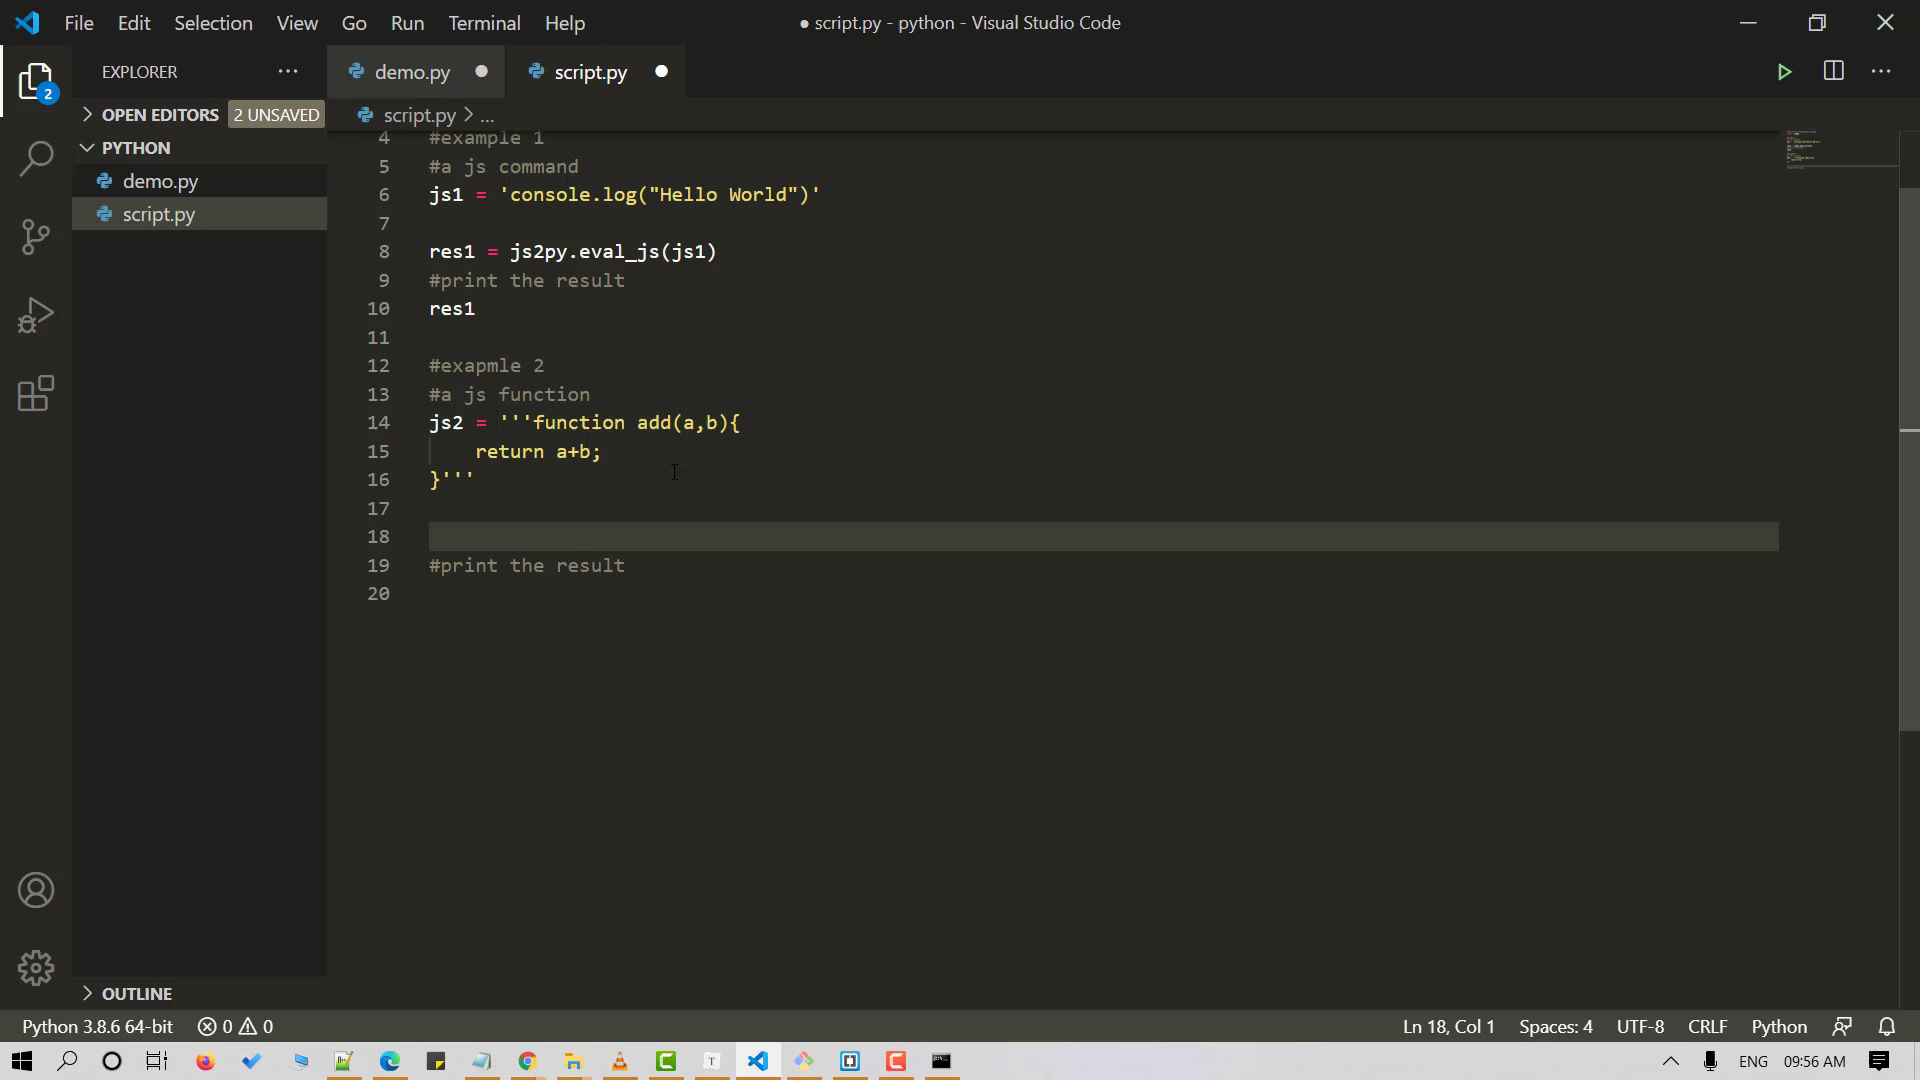 File Edit Selection View Go Run Terminal Help
● script.py - python - Visual Studio Code
EXPLORER
demo.py
script.py
OPEN EDITORS 2 UNSAVED
script.py > ...
PYTHON
demo.py
script.py
2
4 #example 1
5 #a js command
6 js1 = 'console.log("Hello World")'
7
8 res1 = js2py.eval_js(js1)
9 #print the result
10 res1
11
12 #exapmle 2
13 #a js function
14 js2 = '''function add(a,b){
15 return a+b;
16 }'''
17
18
19 #print the result
20
OUTLINE
Python 3.8.6 64-bit 0 0
Ln 18, Col 1 Spaces: 4 UTF-8 CRLF Python
T
ENG 09:56 AM